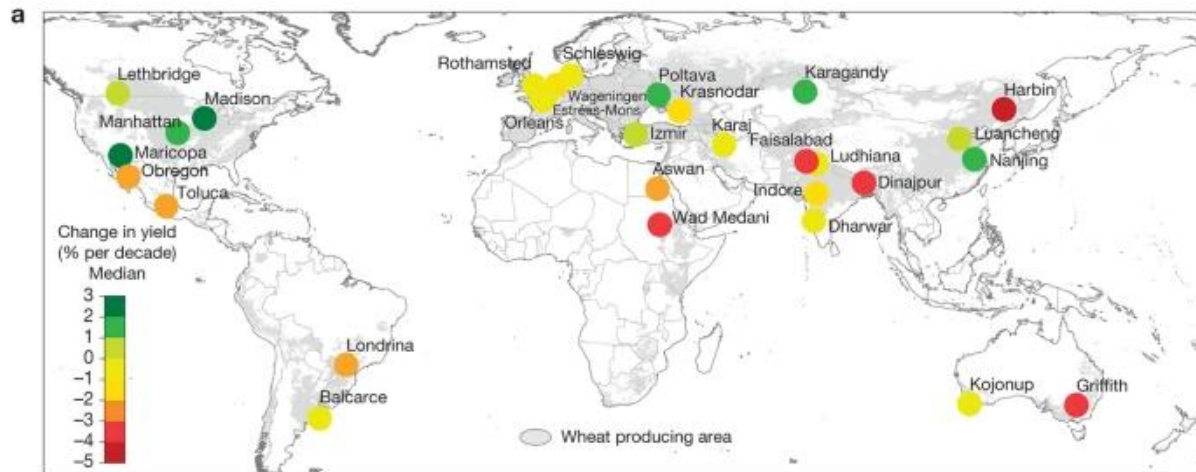 a
Lethbridge
Madison
Manhattan
Maricopa
Obregon
Toluca
Rothamsted
Schleswig
Wageningen
Estrées-Mons
Orleans
Poltava
Krasnodar
Karagandy
Harbin
Izmir
Karaj
Faisalabad
Ludhiana
Luancheng
Nanjing
Aswan
Indore
Dinajpur
Wad Medani
Dharwar
Change in yield
(% per decade)
Median
3
2
1
0
–1
–2
–3
–4
–5
Londrina
Balcarce
Kojonup
Griffith
Wheat producing area